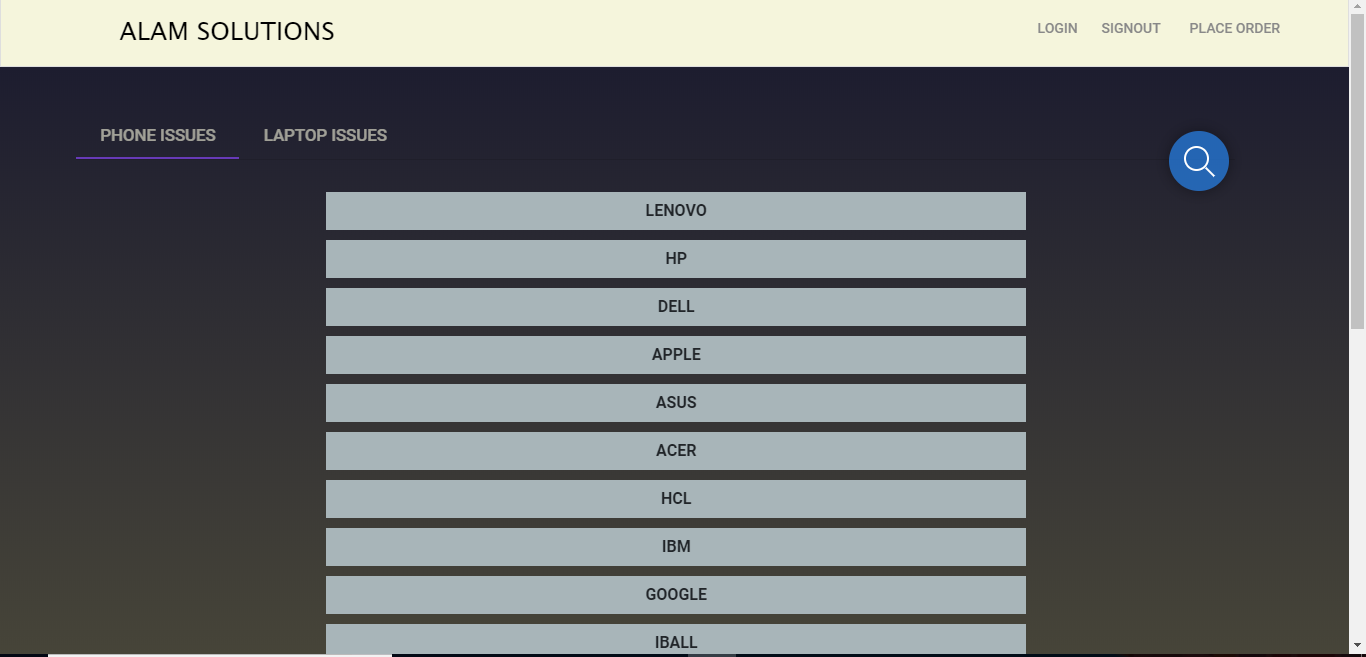 ALAM SOLUTIONS
LOGIN SIGNOUT PLACE ORDER
PHONE ISSUES LAPTOP ISSUES
LENOVO
HP
DELL
APPLE
ASUS
ACER
HCL
IBM
GOOGLE
IBALL